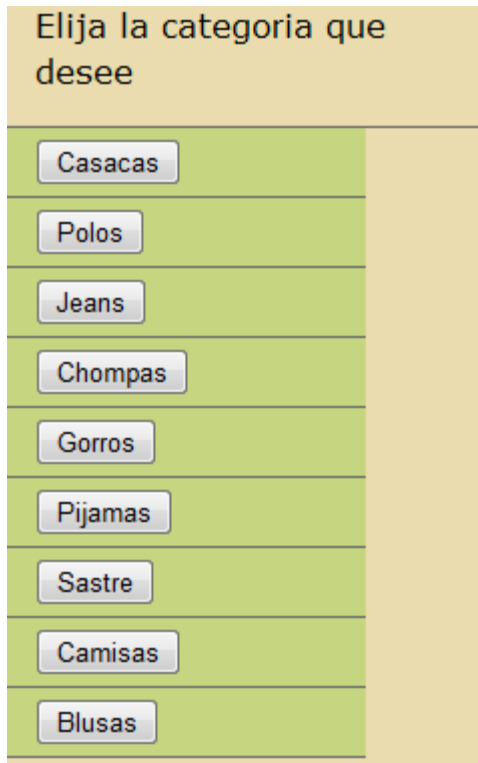 Elija la categoria que
desee
Casacas
Polos
Jeans
Chompas
Gorros
Pijamas
Sastre
Camisas
Blusas